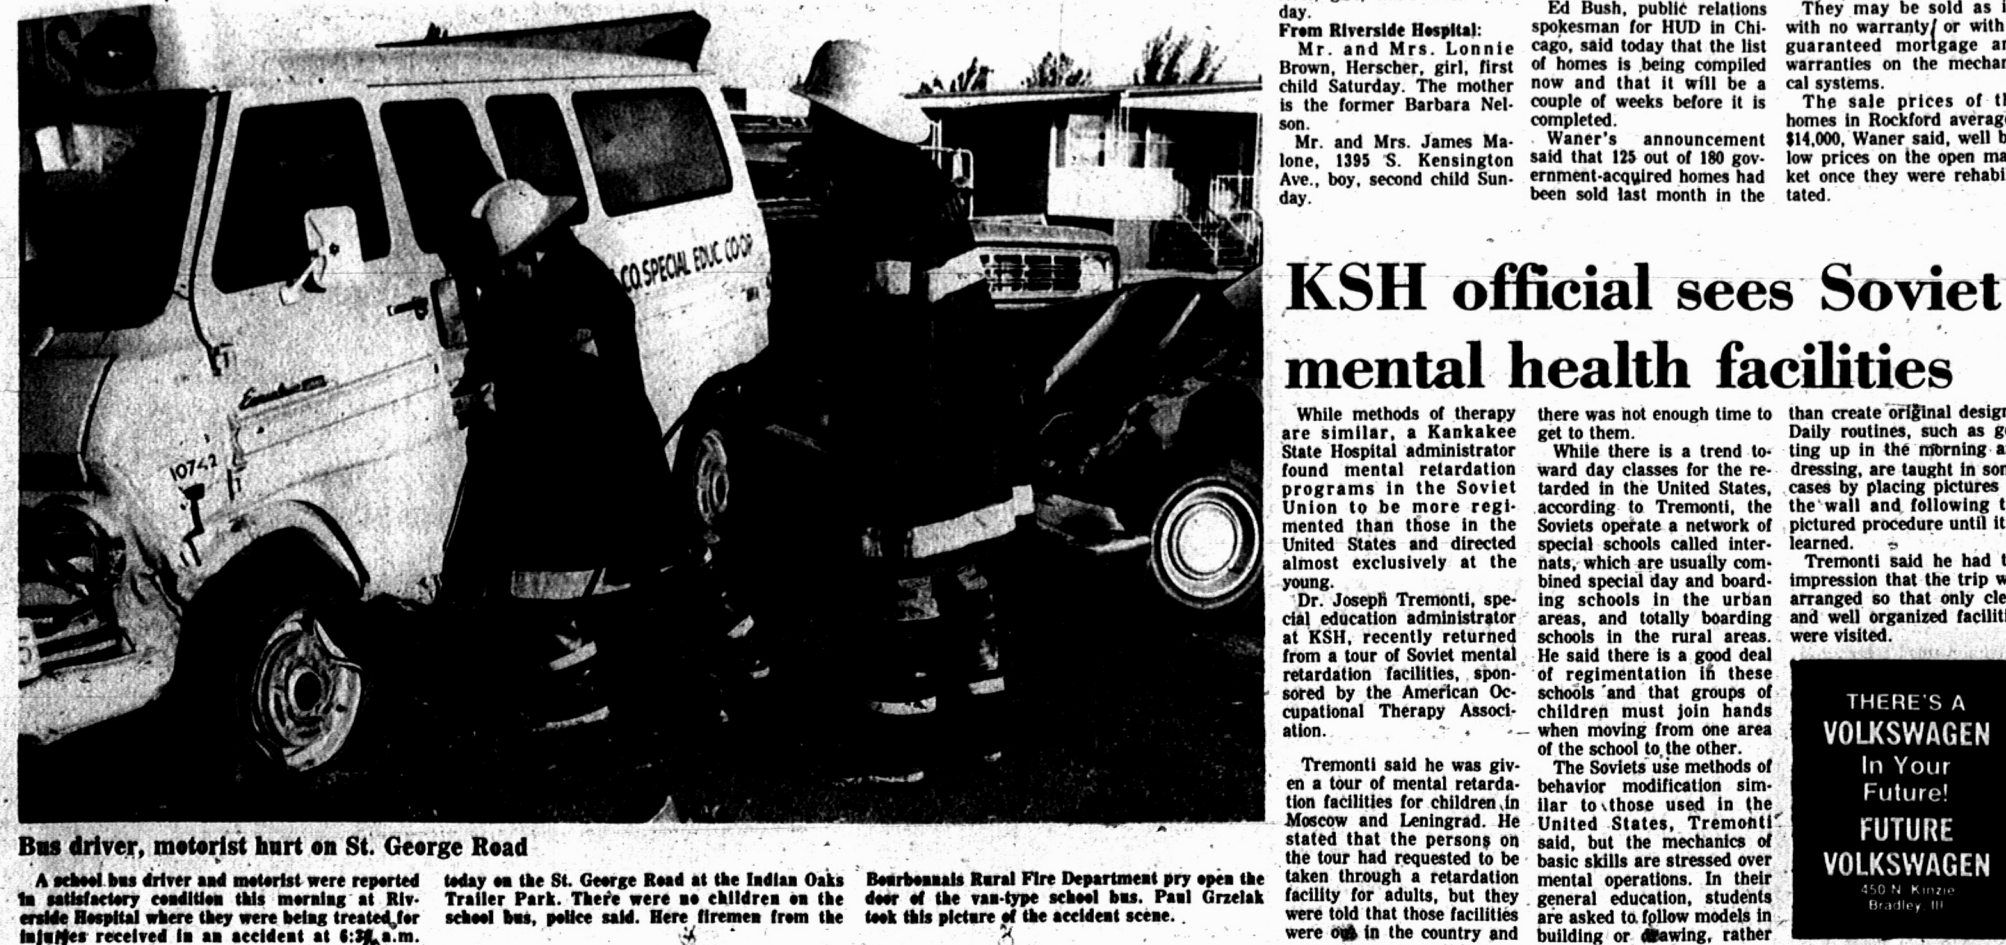 CO. SPECIAL EDUC. CO-OP
Econoline
10742
Bus driver, motorist hurt on St. George Road
A school bus driver and motorist were reported
in satisfactory condition this morning at Riv-
erside Hospital where they were being treated for
injuries received in an accident at a.m.
today on the St. George Road at the Indian Oaks
Trailer Park. There were no children on the
school bus, police said. Here firemen from the
Bourbonnais Rural Fire Department pry open the
door of the van-type school bus. Paul Grzelak
took this picture of the accident scene.
day.
From Riverside Hospital:
Mr. and Mrs. Lonnie
Brown, Herscher, girl, first
child Saturday. The mother
is the former Barbara Nel-
son.
Mr. and Mrs. James Ma-
lone, 1395 S. Kensington
Ave., boy, second child Sun-
day.
Ed Bush, public relations
spokesman for HUD in Chi-
cago, said today that the list
of homes is being compiled
now and that it will be a
couple of weeks before it is
completed.
Waner's announcement
said that 125 out of 180 gov-
ernment-acquired homes had
been sold last month in the
They may be sold as i
with no warranty or with
guaranteed mortgage an
warranties on the mechan
cal systems.
The sale prices of th
homes in Rockford average
$14,000, Waner said, well b
low prices on the open ma
ket once they were rehabi
tated.
KSH official sees Soviet
mental health facilities
While methods of therapy
are similar, a Kankakee
State Hospital administrator
found mental retardation
programs in the Soviet
Union to be more regi-
mented than those in the
United States and directed
almost exclusively at the
young.
Dr. Joseph Tremonti, spe-
cial education administrator
at KSH, recently returned
from a tour of Soviet mental
retardation facilities, spon-
sored by the American Oc-
cupational Therapy Associ-
ation.
Tremonti said he was giv-
en a tour of mental retarda-
tion facilities for children in
Moscow and Leningrad. He
stated that the persons on
the tour had requested to be
taken through a retardation
facility for adults, but they
were told that those facilities
were out in the country and
there was not enough time to
get to them.
While there is a trend to-
ward day classes for the re-
tarded in the United States,
according to Tremonti, the
Soviets operate a network of
special schools called inter-
nats, which are usually com-
bined special day and board-
ing schools in the urban
areas, and totally boarding
schools in the rural areas.
He said there is a good deal
of regimentation in these
schools and that groups of
children must join hands
when moving from one area
of the school to the other.
The Soviets use methods of
behavior modification sim-
ilar to those used in the
United States, Tremonti
said, but the mechanics of
basic skills are stressed over
mental operations. In their
general education, students
are asked to follow models in
building or drawing, rather
than create original design
Daily routines, such as ge
ting up in the morning a
dressing, are taught in som
cases by placing pictures
the wall and following t
pictured procedure until it
learned.
Tremonti said he had t
impression that the trip w
arranged so that only cle
and well organized faciliti
were visited.
THERE'S A
VOLKSWAGEN
In Your
Future!
FUTURE
VOLKSWAGEN
450 N. Kinzie
Bradley, Ill